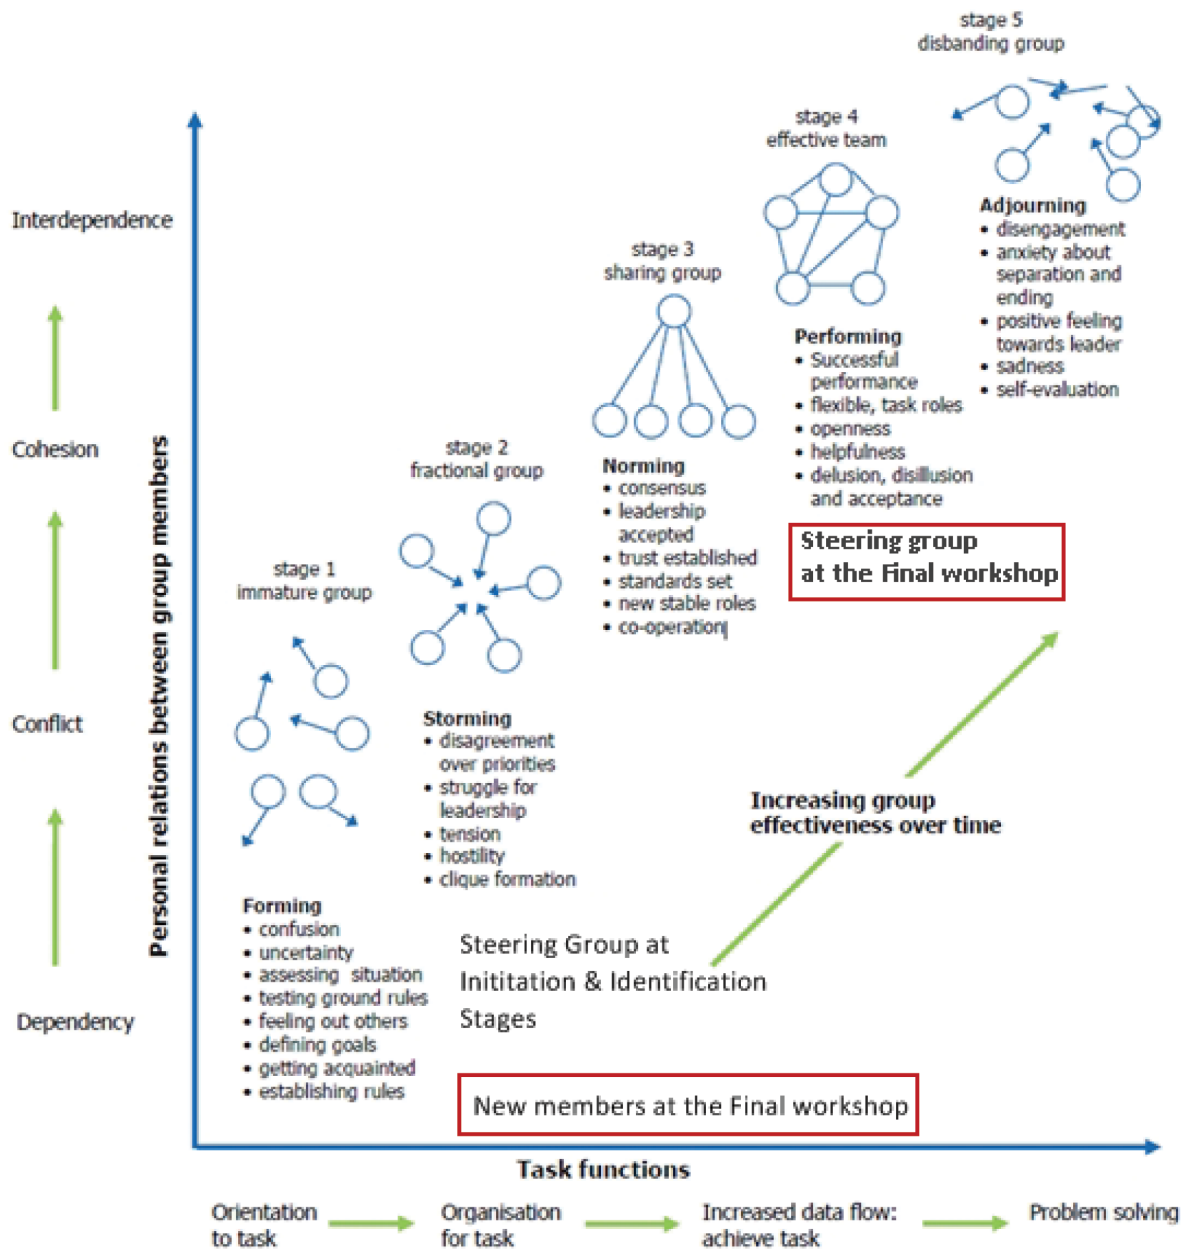 stage 5
disbanding group
stage 4
effective team
Adjourning
• disengagement
• anxiety about
separation and
ending
• positive feeling
towards leader
• sadness
• self-evaluation
Interdependence
stage 3
sharing group
Performing
• Successful
performance
• flexible, task roles
• openness
• helpfulness
• delusion, disillusion
and acceptance
Cohesion
stage 2
fractional group
Norming
• consensus
• leadership
accepted
• trust established
• standards set
• new stable roles
• co-operation
Steering group
at the Final workshop
stage 1
immature group
Personal relations between group members
Conflict
Storming
• disagreement
over priorities
• struggle for
leadership
• tension
• hostility
• clique formation
Increasing group
effectiveness over time
Forming
• confusion
• uncertainty
• assessing situation
• testing ground rules
• feeling out others
• defining goals
• getting acquainted
• establishing rules
Steering Group at
Inititation & Identification
Stages
Dependency
New members at the Final workshop
Task functions
Orientation
to task
Organisation
for task
Increased data flow:
achieve task
Problem solving